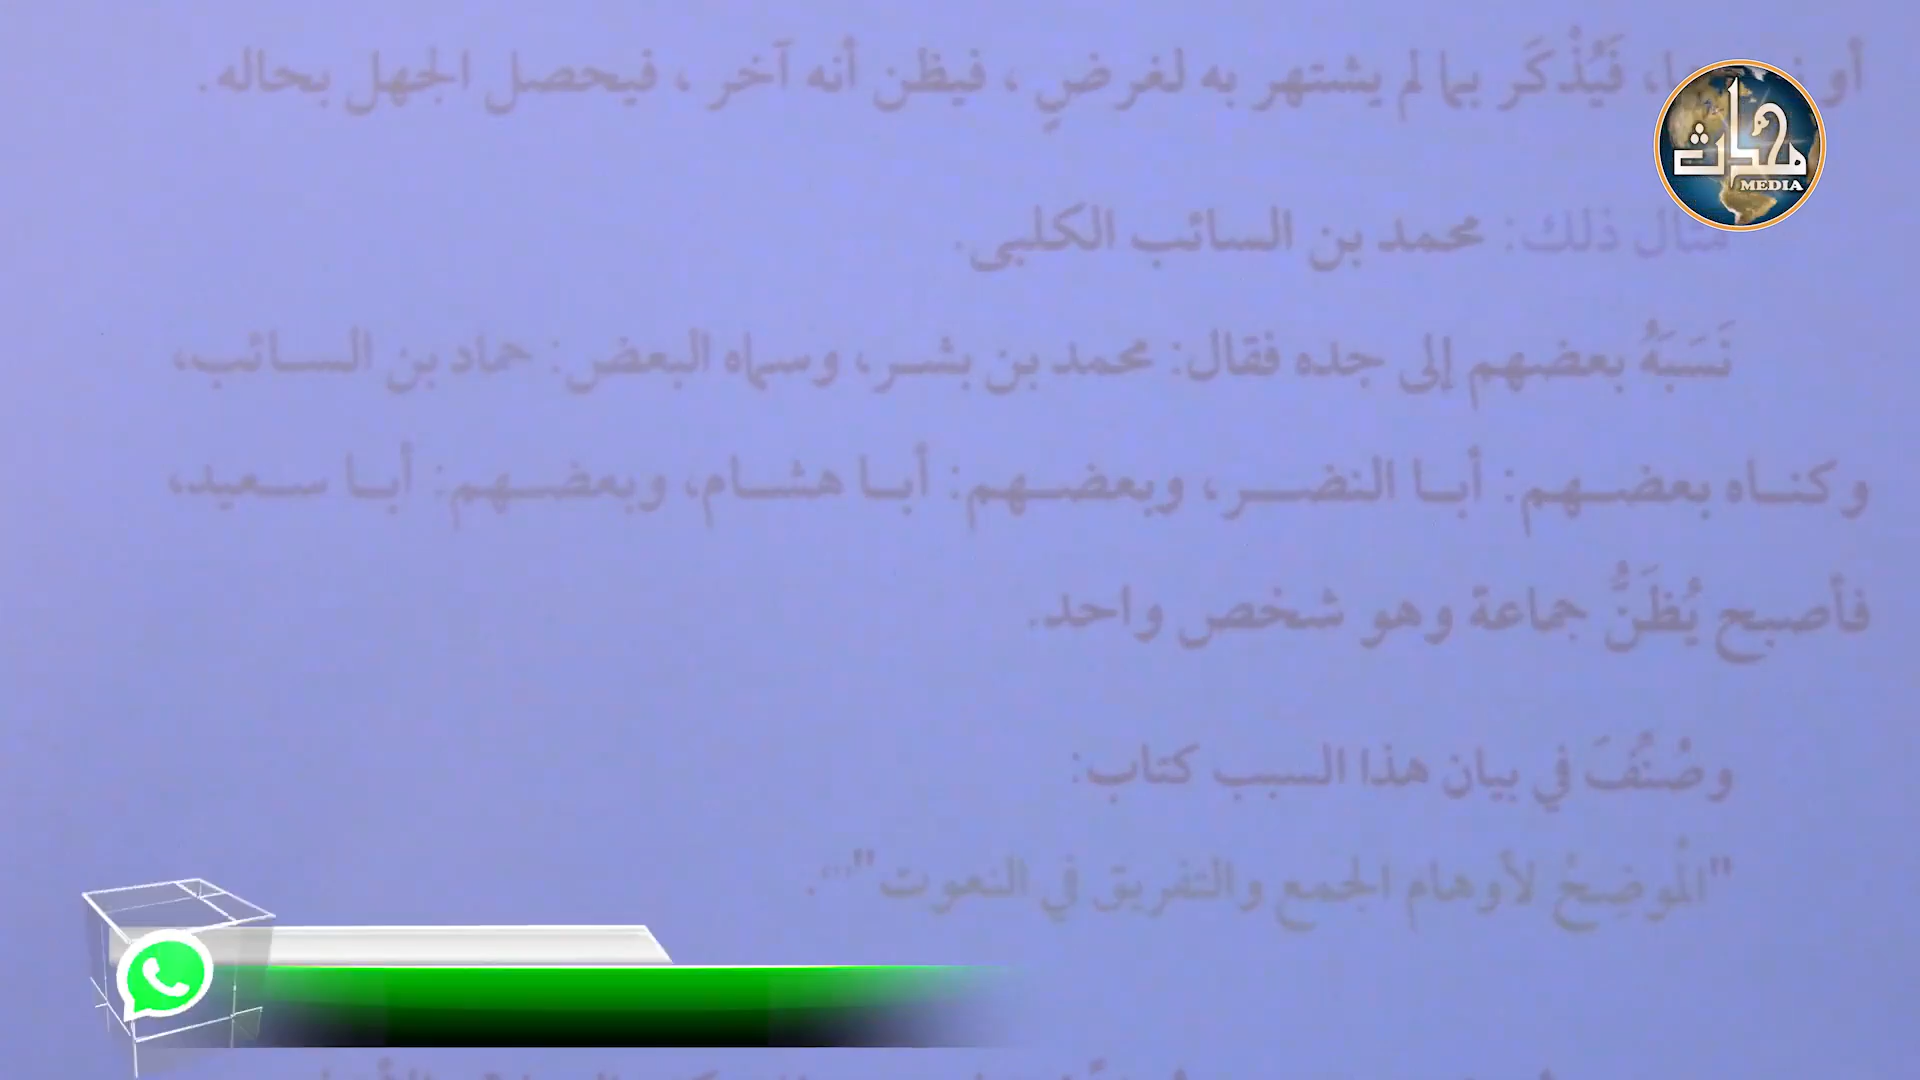 أو نحوها، فَيُذْكَر بما لم يشتهر به لغرضٍ ، فيظن أنه آخر ، فيحصل الجهل بحاله.
محدث
MEDIA
مثال ذلك: محمد بن السائب الكلبى.
نَسَبَهُ بعضهم إلى جده فقال: محمد بن بشر، وسماه البعض: حماد بن السائب،
وكناه بعضهم: أبا النضر، وبعضهم: أبا هشام، وبعضهم: أبا سعيد،
فأصبح يُظَنُّ جماعة وهو شخص واحد.
وصُنِّفَ في بيان هذا السبب كتاب:
"المْوضِحُ لأوهام الجمع والتفريق في النعوت"